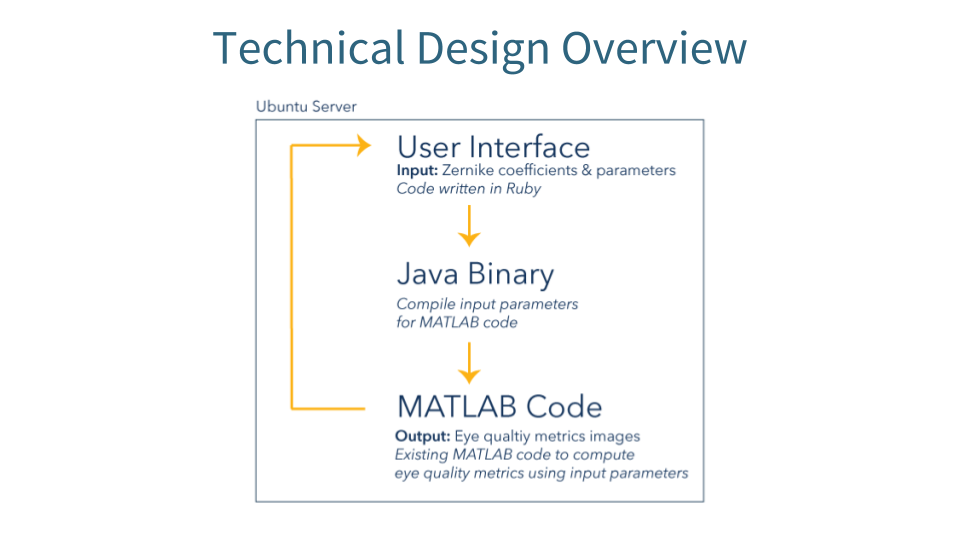 Technical Design Overview
Ubuntu Server
User Interface
Input: Zernike coefficients & parameters
Code written in Ruby
Java Binary
Compile input parameters
for MATLAB code
MATLAB Code
Output: Eye qualtiy metrics images
Existing MATLAB code to compute
eye quality metrics using input parameters